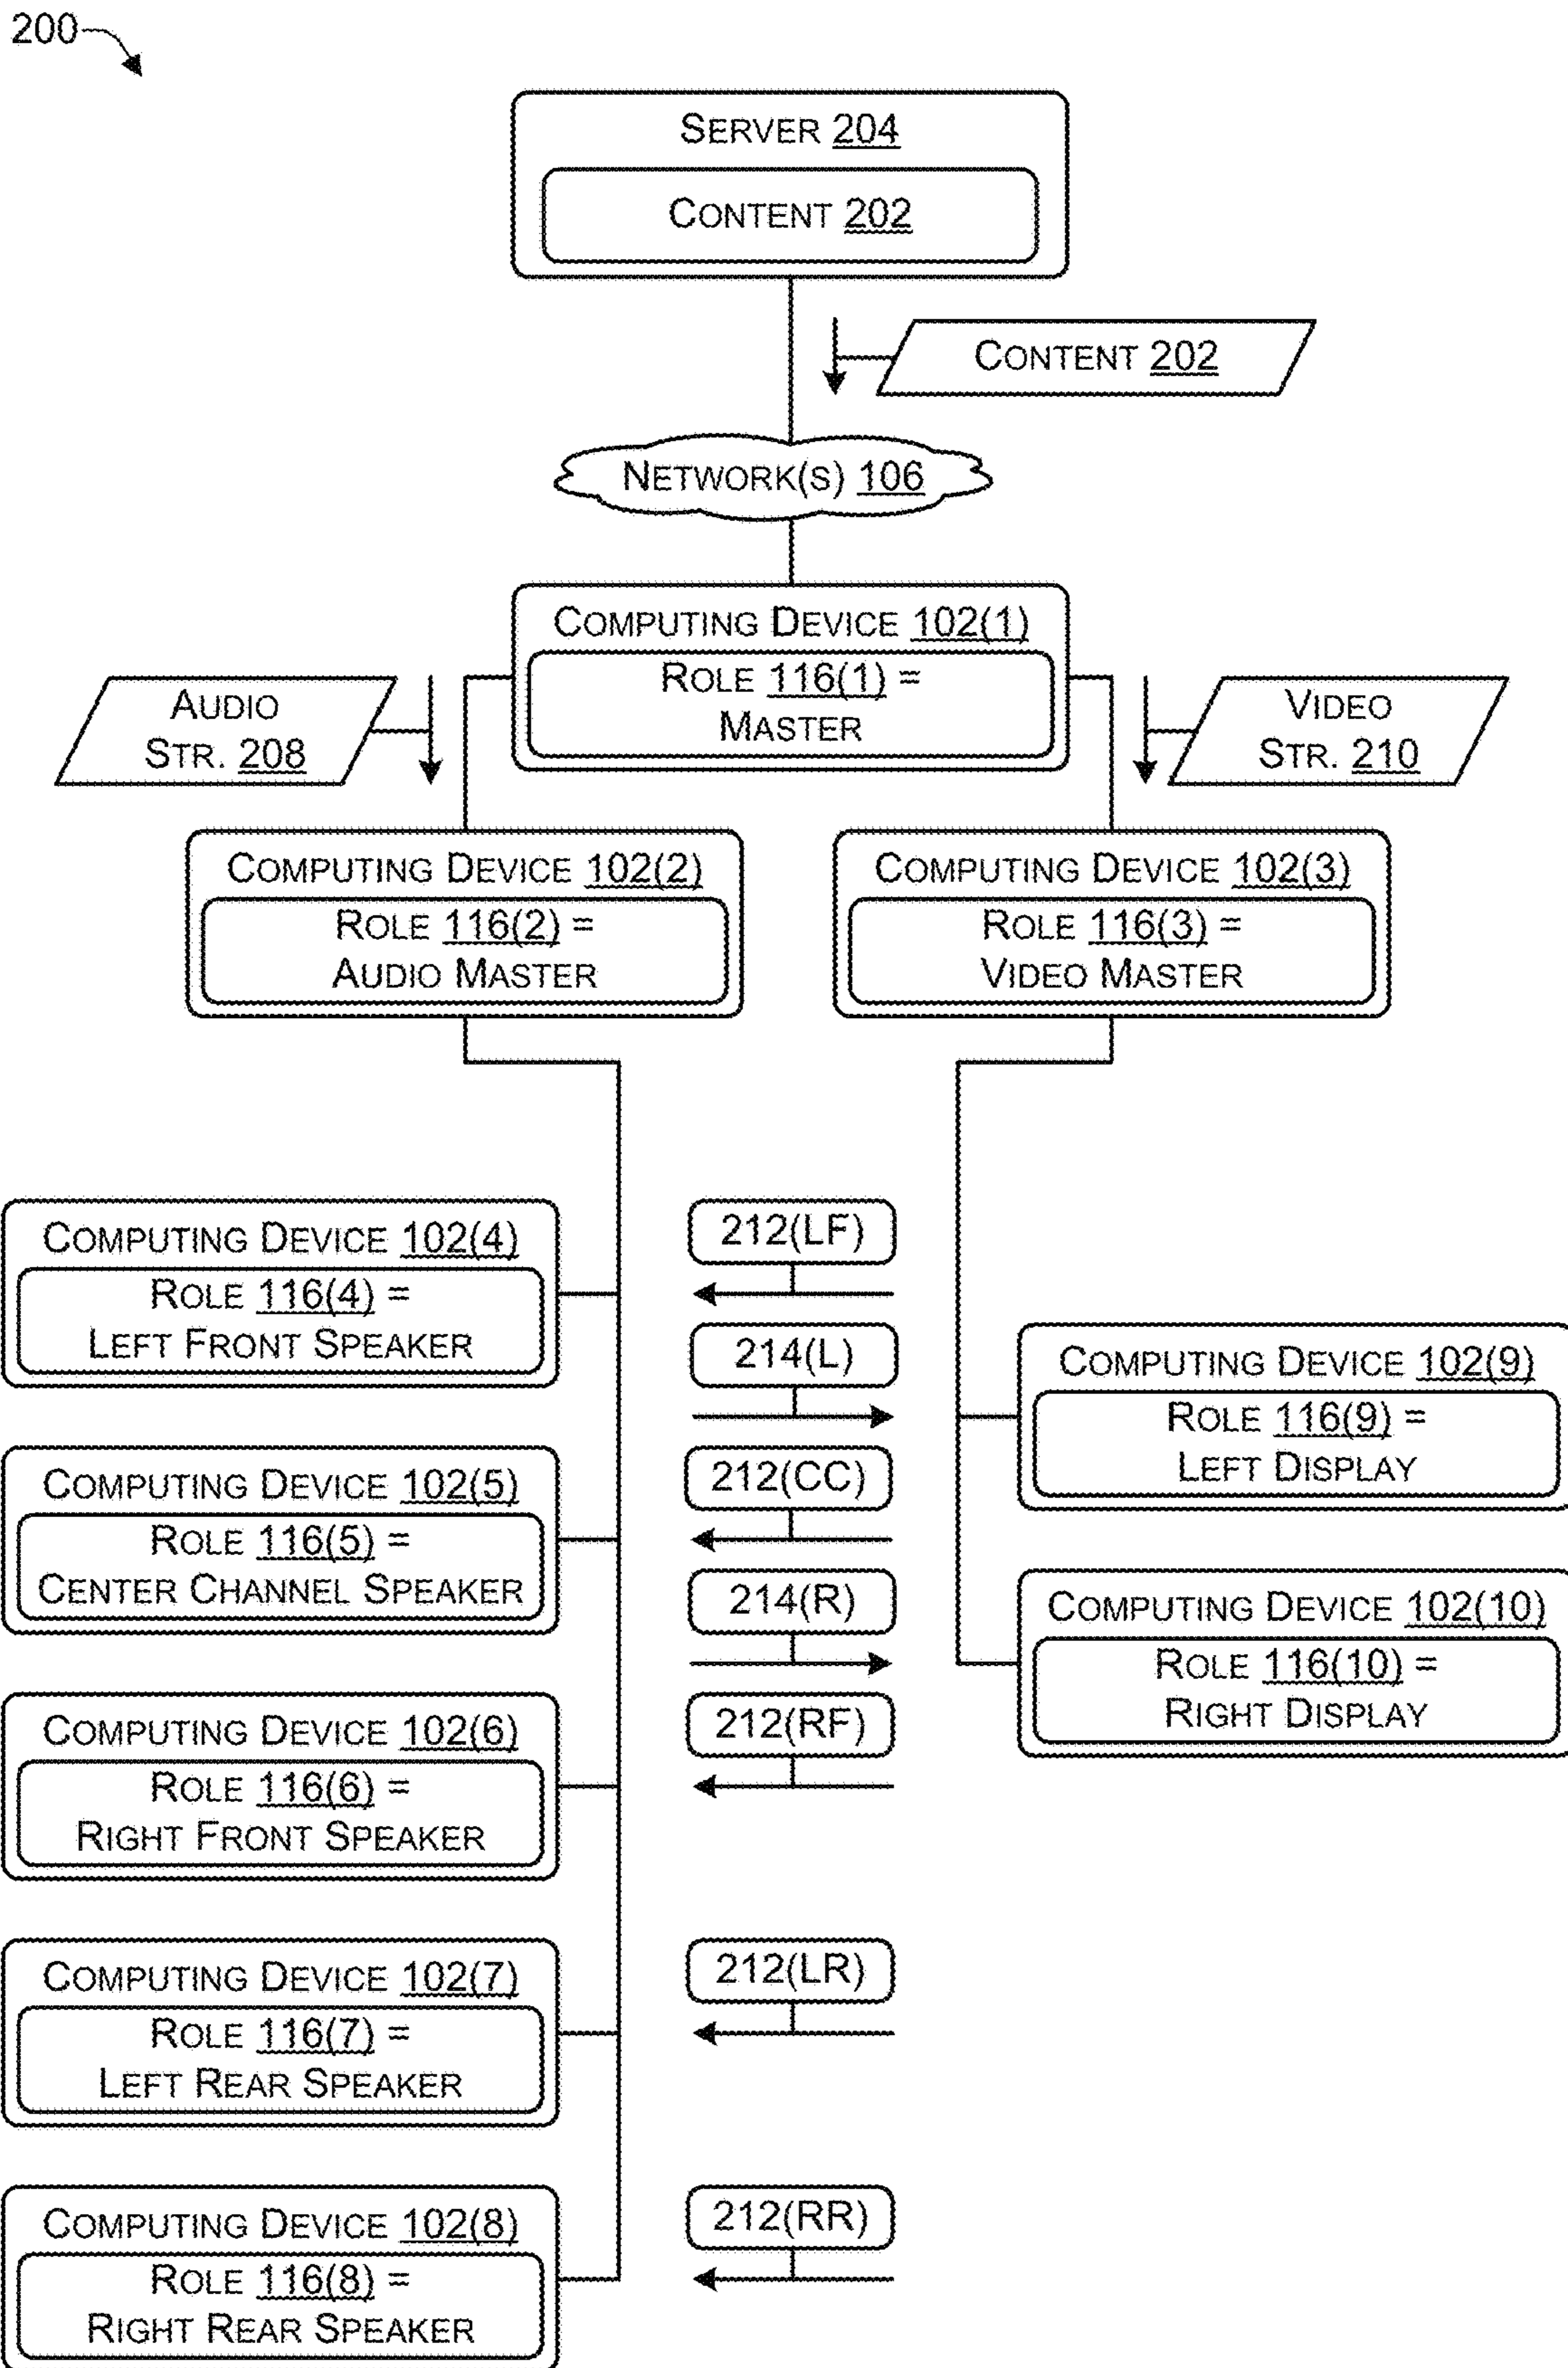 200
SERVER 204
CONTENT 202
CONTENT 202
NETWORK(S) 106
COMPUTING DEVICE 102(1)
ROLE 116(1) =
MASTER
AUDIO
STR. 208
VIDEO
STR. 210
COMPUTING DEVICE 102(2)
ROLE 116(2) =
AUDIO MASTER
COMPUTING DEVICE 102(3)
ROLE 116(3) =
VIDEO MASTER
COMPUTING DEVICE 102(4)
ROLE 116(4) =
LEFT FRONT SPEAKER
212(LF)
214(L)
COMPUTING DEVICE 102(9)
ROLE 116(9) =
LEFT DISPLAY
COMPUTING DEVICE 102(5)
ROLE 116(5) =
CENTER CHANNEL SPEAKER
212(CC)
214(R)
COMPUTING DEVICE 102(10)
ROLE 116(10) =
RIGHT DISPLAY
COMPUTING DEVICE 102(6)
ROLE 116(6) =
RIGHT FRONT SPEAKER
212(RF)
COMPUTING DEVICE 102(7)
ROLE 116(7) =
LEFT REAR SPEAKER
212(LR)
COMPUTING DEVICE 102(8)
ROLE 116(8) =
RIGHT REAR SPEAKER
212(RR)